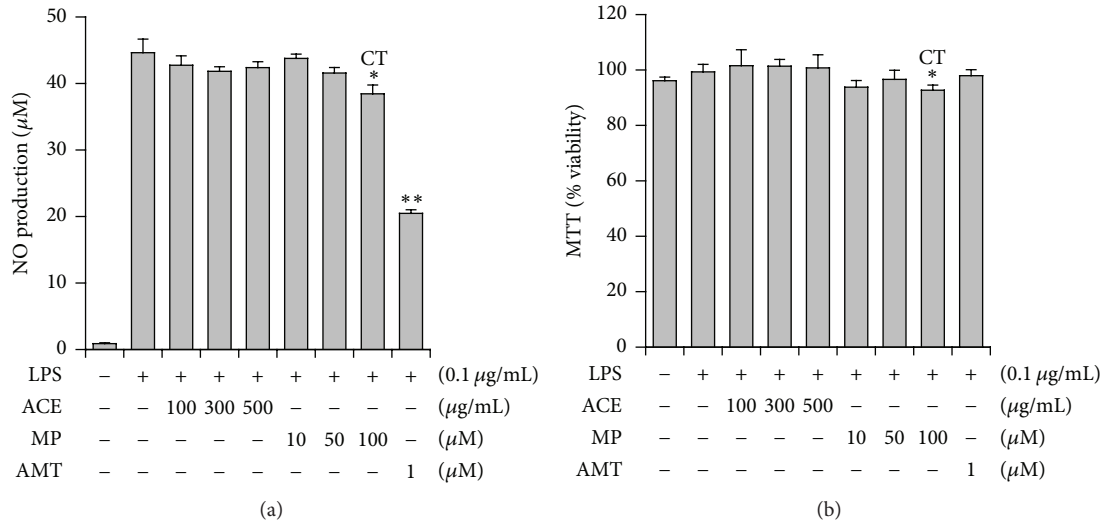 50
40
30
20
10
0
NO production (μM)
CT
*
**
LPS – + + + + + + + + (0.1 μg/mL)
ACE – – 100 300 500 – – – – (μg/mL)
MP – – – – – 10 50 100 – (μM)
AMT – – – – – – – – 1 (μM)
(a)
120
100
80
60
40
20
0
MTT (% viability)
CT
*
LPS – + + + + + + + + (0.1 μg/mL)
ACE – – 100 300 500 – – – – (μg/mL)
MP – – – – – 10 50 100 – (μM)
AMT – – – – – – – – 1 (μM)
(b)